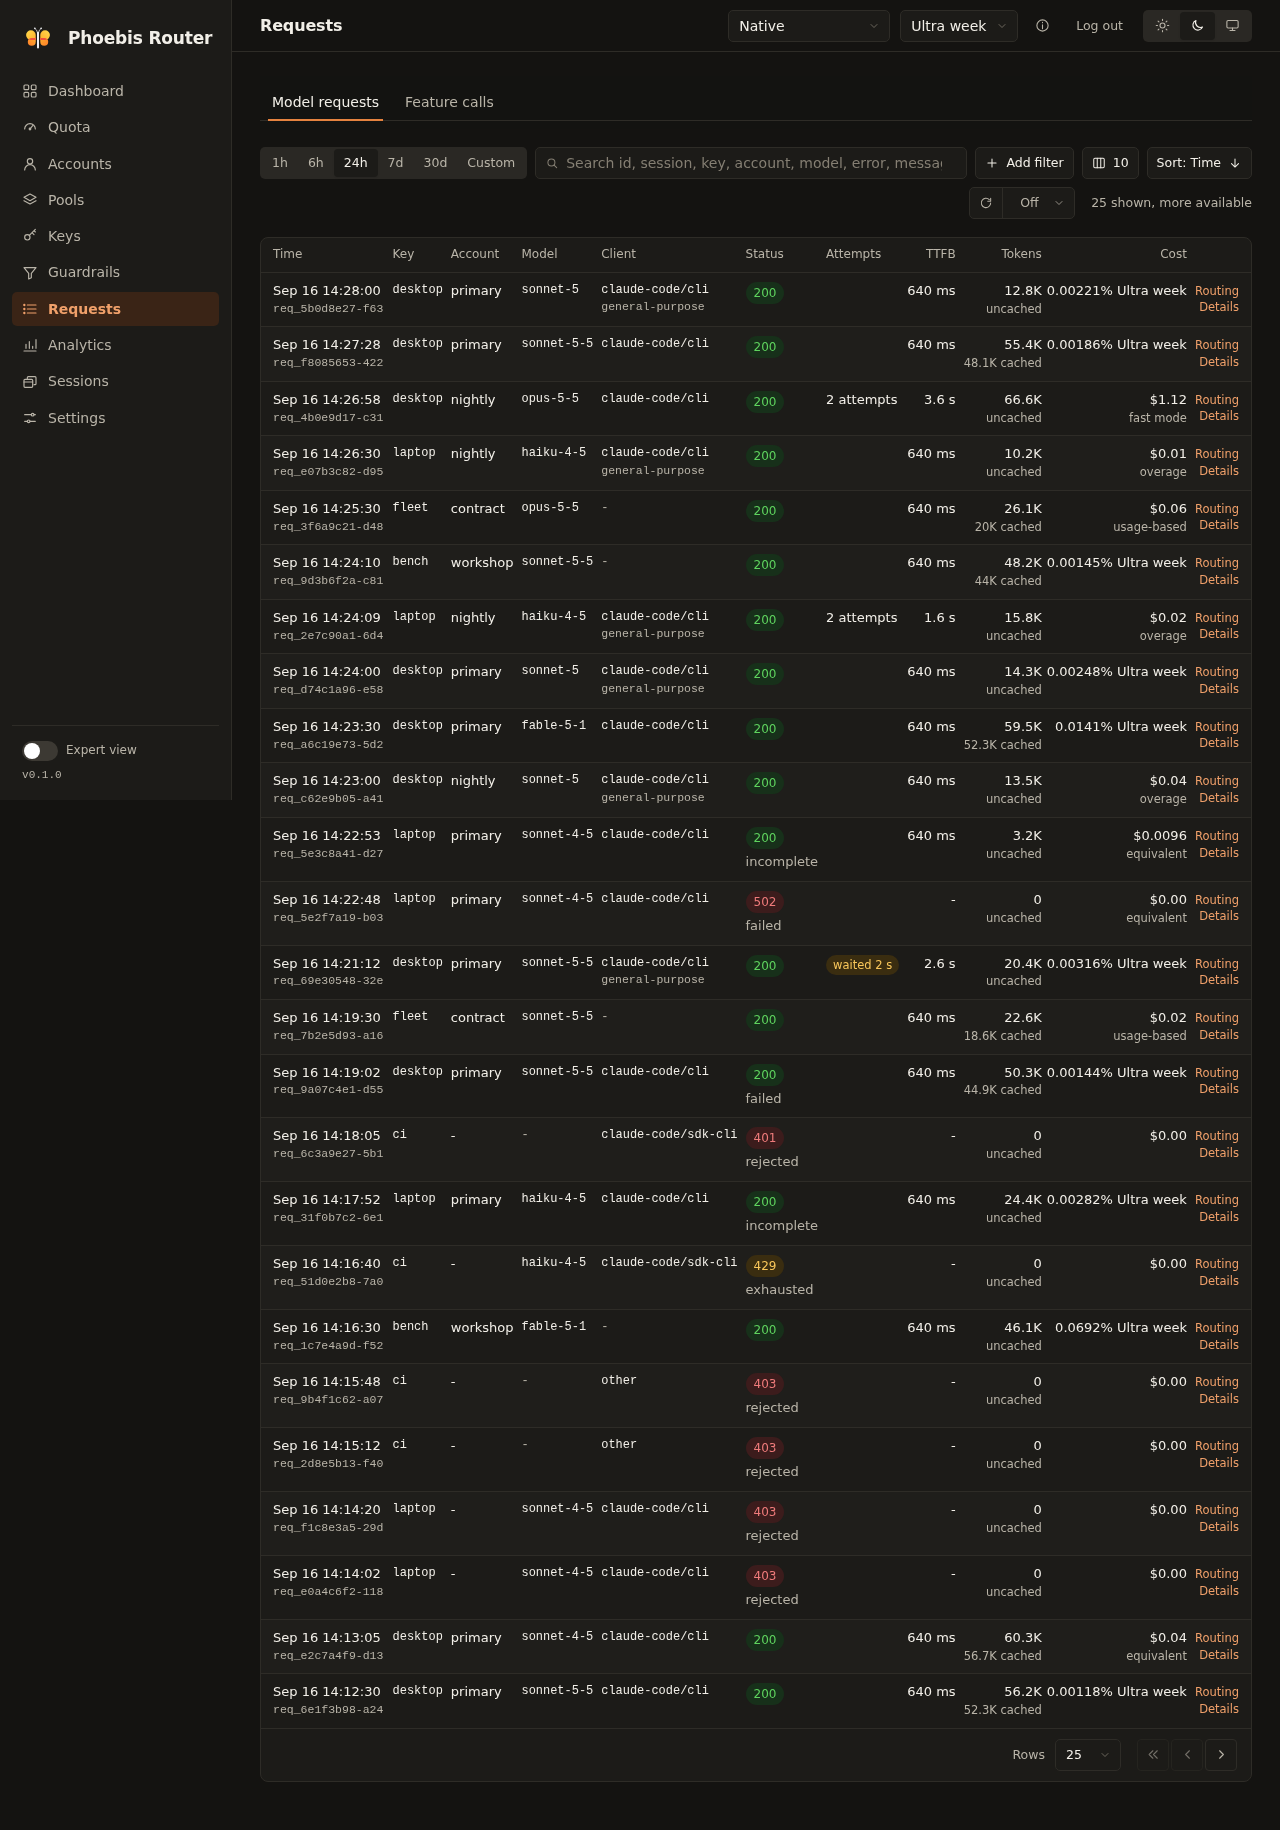 Phoebis Router
Dashboard
Quota
Accounts
Pools
Keys
Guardrails
Requests
Analytics
Sessions
Settings
Expert view
v0.1.0
Requests
Native
Ultra week
Log out
Model requests
Feature calls
1h 6h 24h 7d 30d Custom
Search id, session, key, account, model, error, messag
Add filter
10
Sort: Time
Off
25 shown, more available
Time Key Account Model Client Status Attempts TTFB Tokens Cost
Sep 16 14:28:00 desktop primary sonnet-5 claude-code/cli 200 640 ms 12.8K 0.00221% Ultra week Routing
req_5b0d8e27-f63 general-purpose uncached Details
Sep 16 14:27:28 desktop primary sonnet-5-5 claude-code/cli 200 640 ms 55.4K 0.00186% Ultra week Routing
req_f8085653-422 48.1K cached Details
Sep 16 14:26:58 desktop nightly opus-5-5 claude-code/cli 200 2 attempts 3.6 s 66.6K $1.12 Routing
req_4b0e9d17-c31 uncached fast mode Details
Sep 16 14:26:30 laptop nightly haiku-4-5 claude-code/cli 200 640 ms 10.2K $0.01 Routing
req_e07b3c82-d95 general-purpose uncached overage Details
Sep 16 14:25:30 fleet contract opus-5-5 - 200 640 ms 26.1K $0.06 Routing
req_3f6a9c21-d48 20K cached usage-based Details
Sep 16 14:24:10 bench workshop sonnet-5-5 - 200 640 ms 48.2K 0.00145% Ultra week Routing
req_9d3b6f2a-c81 44K cached Details
Sep 16 14:24:09 laptop nightly haiku-4-5 claude-code/cli 200 2 attempts 1.6 s 15.8K $0.02 Routing
req_2e7c90a1-6d4 general-purpose uncached overage Details
Sep 16 14:24:00 desktop primary sonnet-5 claude-code/cli 200 640 ms 14.3K 0.00248% Ultra week Routing
req_d74c1a96-e58 general-purpose uncached Details
Sep 16 14:23:30 desktop primary fable-5-1 claude-code/cli 200 640 ms 59.5K 0.0141% Ultra week Routing
req_a6c19e73-5d2 52.3K cached Details
Sep 16 14:23:00 desktop nightly sonnet-5 claude-code/cli 200 640 ms 13.5K $0.04 Routing
req_c62e9b05-a41 general-purpose uncached overage Details
Sep 16 14:22:53 laptop primary sonnet-4-5 claude-code/cli 200 640 ms 3.2K $0.0096 Routing
req_5e3c8a41-d27 incomplete uncached equivalent Details
Sep 16 14:22:48 laptop primary sonnet-4-5 claude-code/cli 502 - 0 $0.00 Routing
req_5e2f7a19-b03 failed uncached equivalent Details
Sep 16 14:21:12 desktop primary sonnet-5-5 claude-code/cli 200 waited 2 s 2.6 s 20.4K 0.00316% Ultra week Routing
req_69e30548-32e general-purpose uncached Details
Sep 16 14:19:30 fleet contract sonnet-5-5 - 200 640 ms 22.6K $0.02 Routing
req_7b2e5d93-a16 18.6K cached usage-based Details
Sep 16 14:19:02 desktop primary sonnet-5-5 claude-code/cli 200 640 ms 50.3K 0.00144% Ultra week Routing
req_9a07c4e1-d55 failed 44.9K cached Details
Sep 16 14:18:05 ci - - claude-code/sdk-cli 401 - 0 $0.00 Routing
req_6c3a9e27-5b1 rejected uncached Details
Sep 16 14:17:52 laptop primary haiku-4-5 claude-code/cli 200 640 ms 24.4K 0.00282% Ultra week Routing
req_31f0b7c2-6e1 incomplete uncached Details
Sep 16 14:16:40 ci - haiku-4-5 claude-code/sdk-cli 429 - 0 $0.00 Routing
req_51d0e2b8-7a0 exhausted uncached Details
Sep 16 14:16:30 bench workshop fable-5-1 - 200 640 ms 46.1K 0.0692% Ultra week Routing
req_1c7e4a9d-f52 uncached Details
Sep 16 14:15:48 ci - - other 403 - 0 $0.00 Routing
req_9b4f1c62-a07 rejected uncached Details
Sep 16 14:15:12 ci - - other 403 - 0 $0.00 Routing
req_2d8e5b13-f40 rejected uncached Details
Sep 16 14:14:20 laptop - sonnet-4-5 claude-code/cli 403 - 0 $0.00 Routing
req_f1c8e3a5-29d rejected uncached Details
Sep 16 14:14:02 laptop - sonnet-4-5 claude-code/cli 403 - 0 $0.00 Routing
req_e0a4c6f2-118 rejected uncached Details
Sep 16 14:13:05 desktop primary sonnet-4-5 claude-code/cli 200 640 ms 60.3K $0.04 Routing
req_e2c7a4f9-d13 56.7K cached equivalent Details
Sep 16 14:12:30 desktop primary sonnet-5-5 claude-code/cli 200 640 ms 56.2K 0.00118% Ultra week Routing
req_6e1f3b98-a24 52.3K cached Details
Rows 25